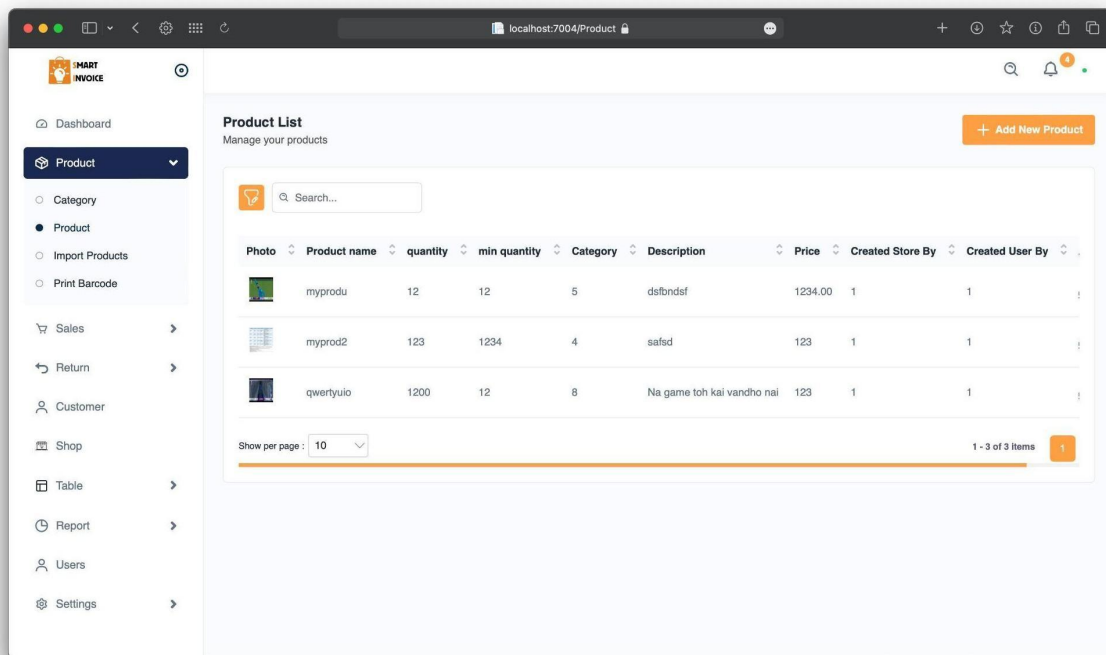 localhost:7004/Product
SMART
INVOICE
4
Dashboard
Product
Category
Product
Import Products
Print Barcode
Sales
Return
Customer
Shop
Table
Report
Users
Settings
Product List
Manage your products
Add New Product
Search...
Photo Product name quantity min quantity Category Description Price Created Store By Created User By
myprodu 12 12 5 dsfbndsf 1234.00 1 1
myprod2 123 1234 4 safsd 123 1 1
qwertyuio 1200 12 8 Na game toh kai vandho nai 123 1 1
Show per page : 10 1 - 3 of 3 items 1